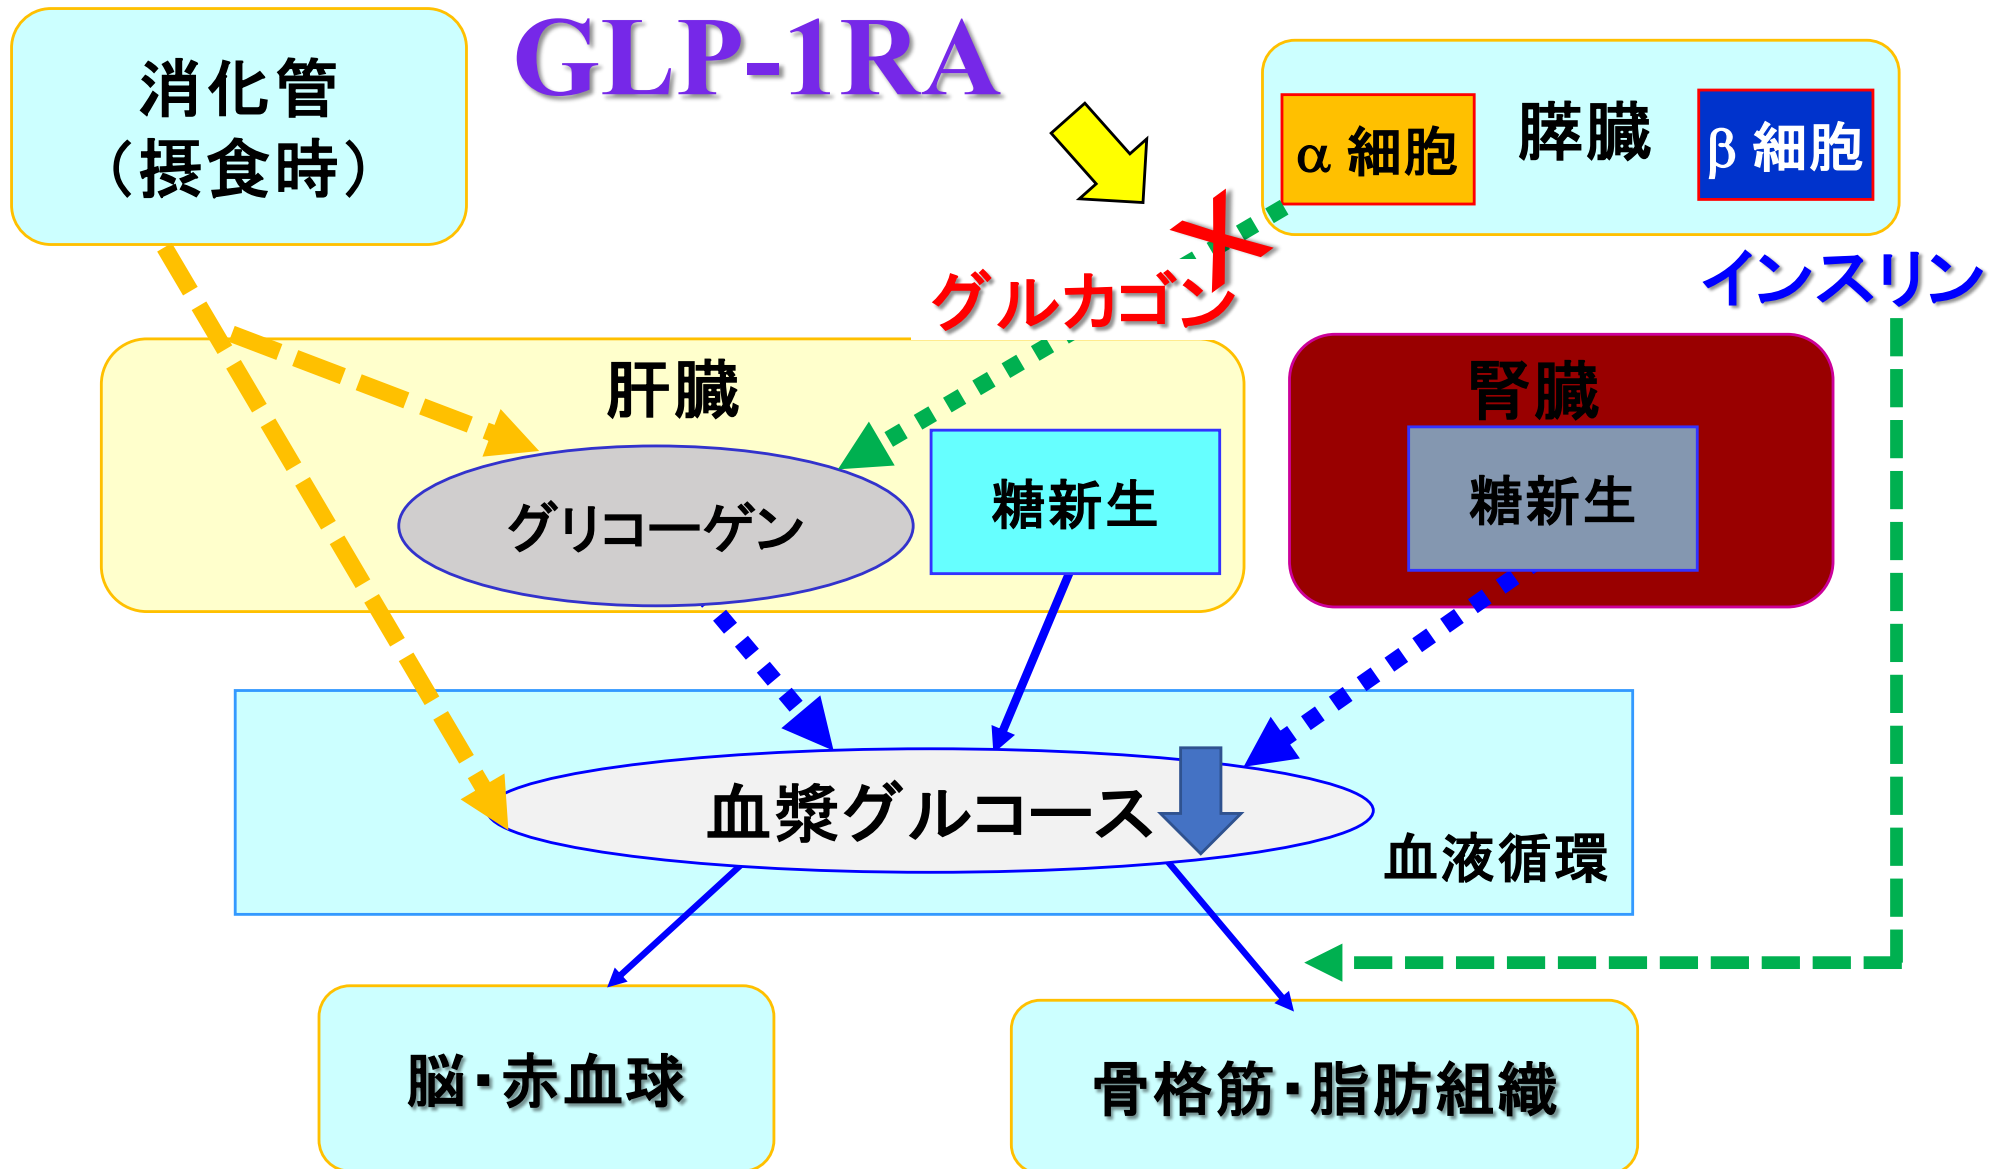 GLP-1RA
消化管
（摂食時）
α 細胞
膵臓
β 細胞
グルカゴン
インスリン
肝臓
腎臓
グリコーゲン
糖新生
糖新生
血漿グルコース
血液循環
脳・赤血球
骨格筋・脂肪組織